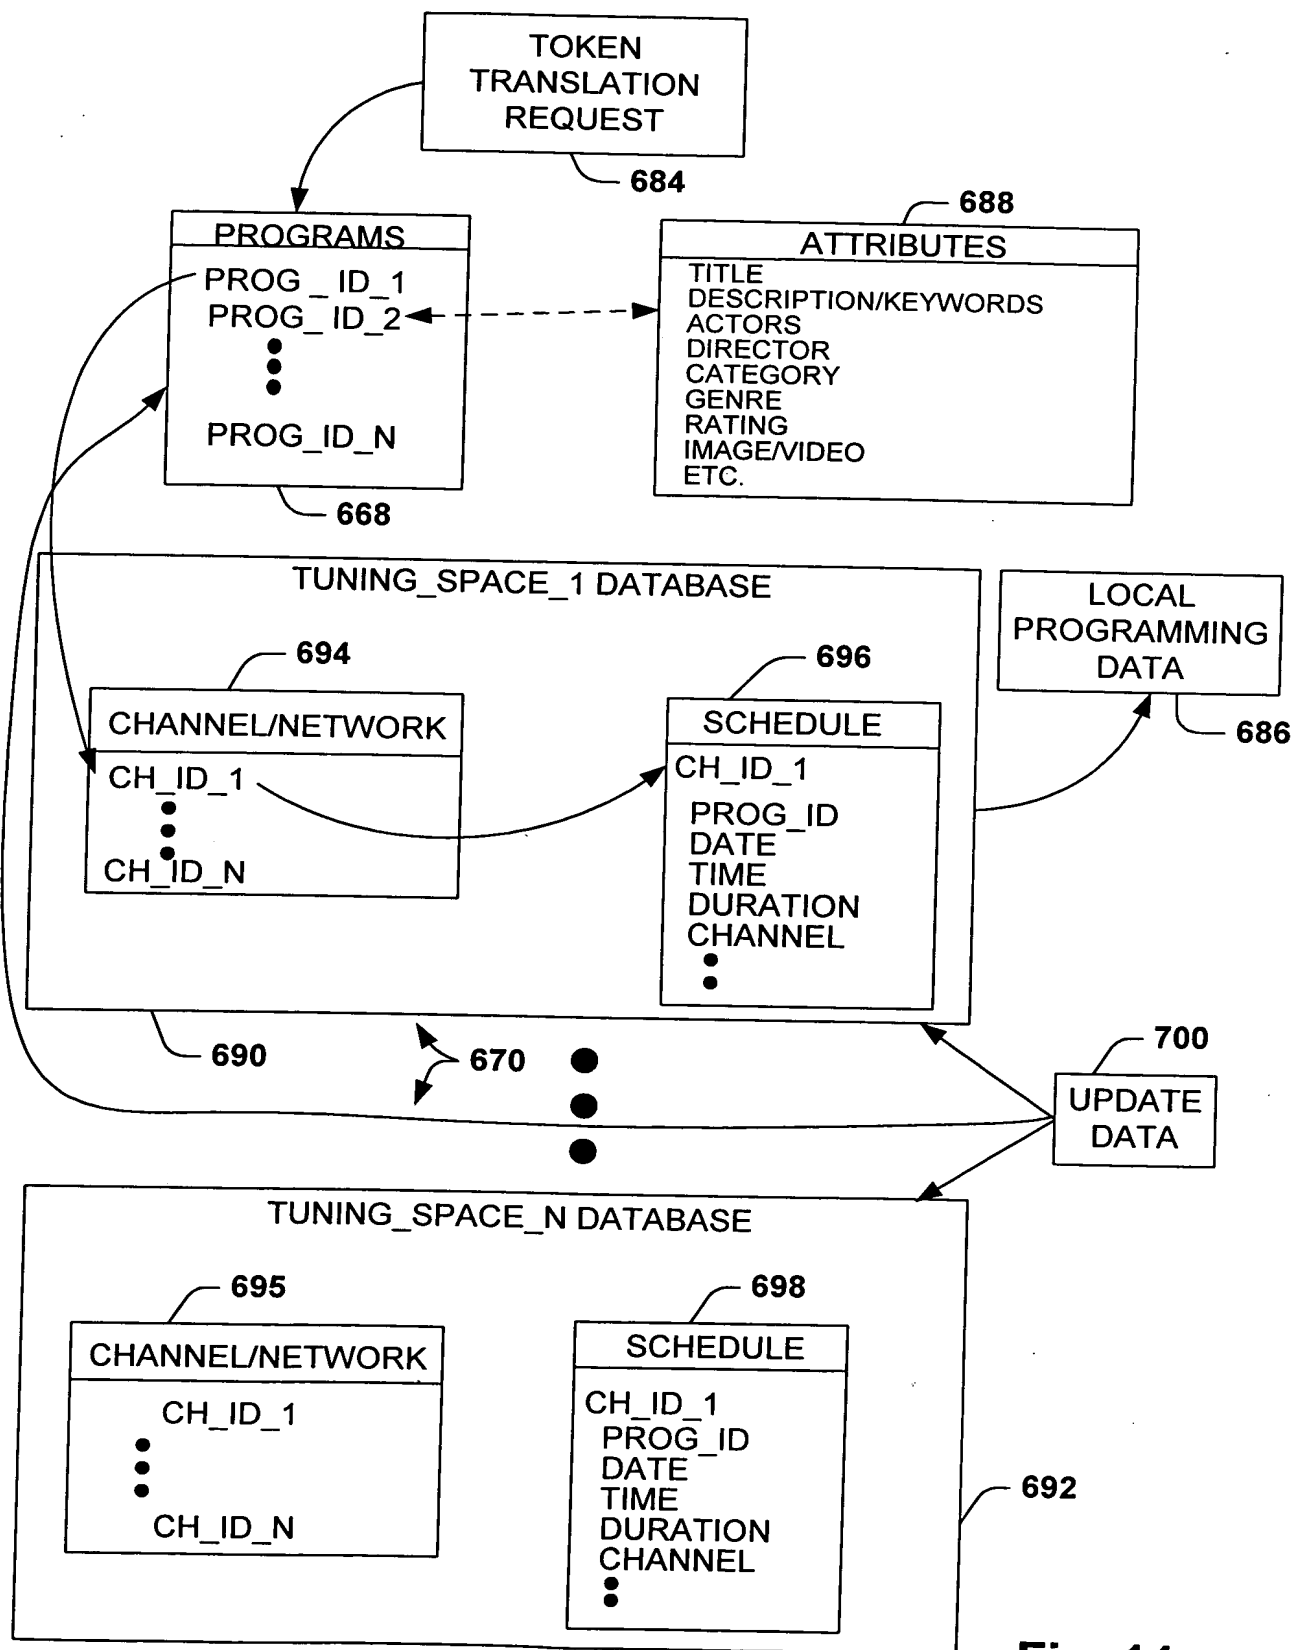 TOKEN
TRANSLATION
REQUEST
684
688
PROGRAMS
PROG _ ID_1
PROG_ ID_2
PROG_ID_N
668
ATTRIBUTES
TITLE
DESCRIPTION/KEYWORDS
ACTORS
DIRECTOR
CATEGORY
GENRE
RATING
IMAGE/VIDEO
ETC.
TUNING_SPACE_1 DATABASE
LOCAL
PROGRAMMING
DATA
686
694
CHANNEL/NETWORK
CH_ID_1
CH_ID_N
696
SCHEDULE
CH_ID_1
PROG_ID
DATE
TIME
DURATION
CHANNEL
690
670
700
UPDATE
DATA
TUNING_SPACE_N DATABASE
695
CHANNEL/NETWORK
CH_ID_1
CH_ID_N
698
SCHEDULE
CH_ID_1
PROG_ID
DATE
TIME
DURATION
CHANNEL
692